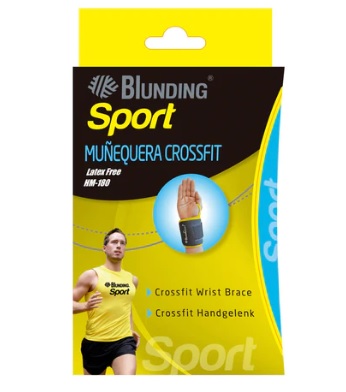 BLUNDING®
Sport
MUÑEQUERA CROSSFIT
Latex Free
HM-180
Sport
BLUNDING
Sport
Crossfit Wrist Brace
Crossfit Handgelenk
Sport